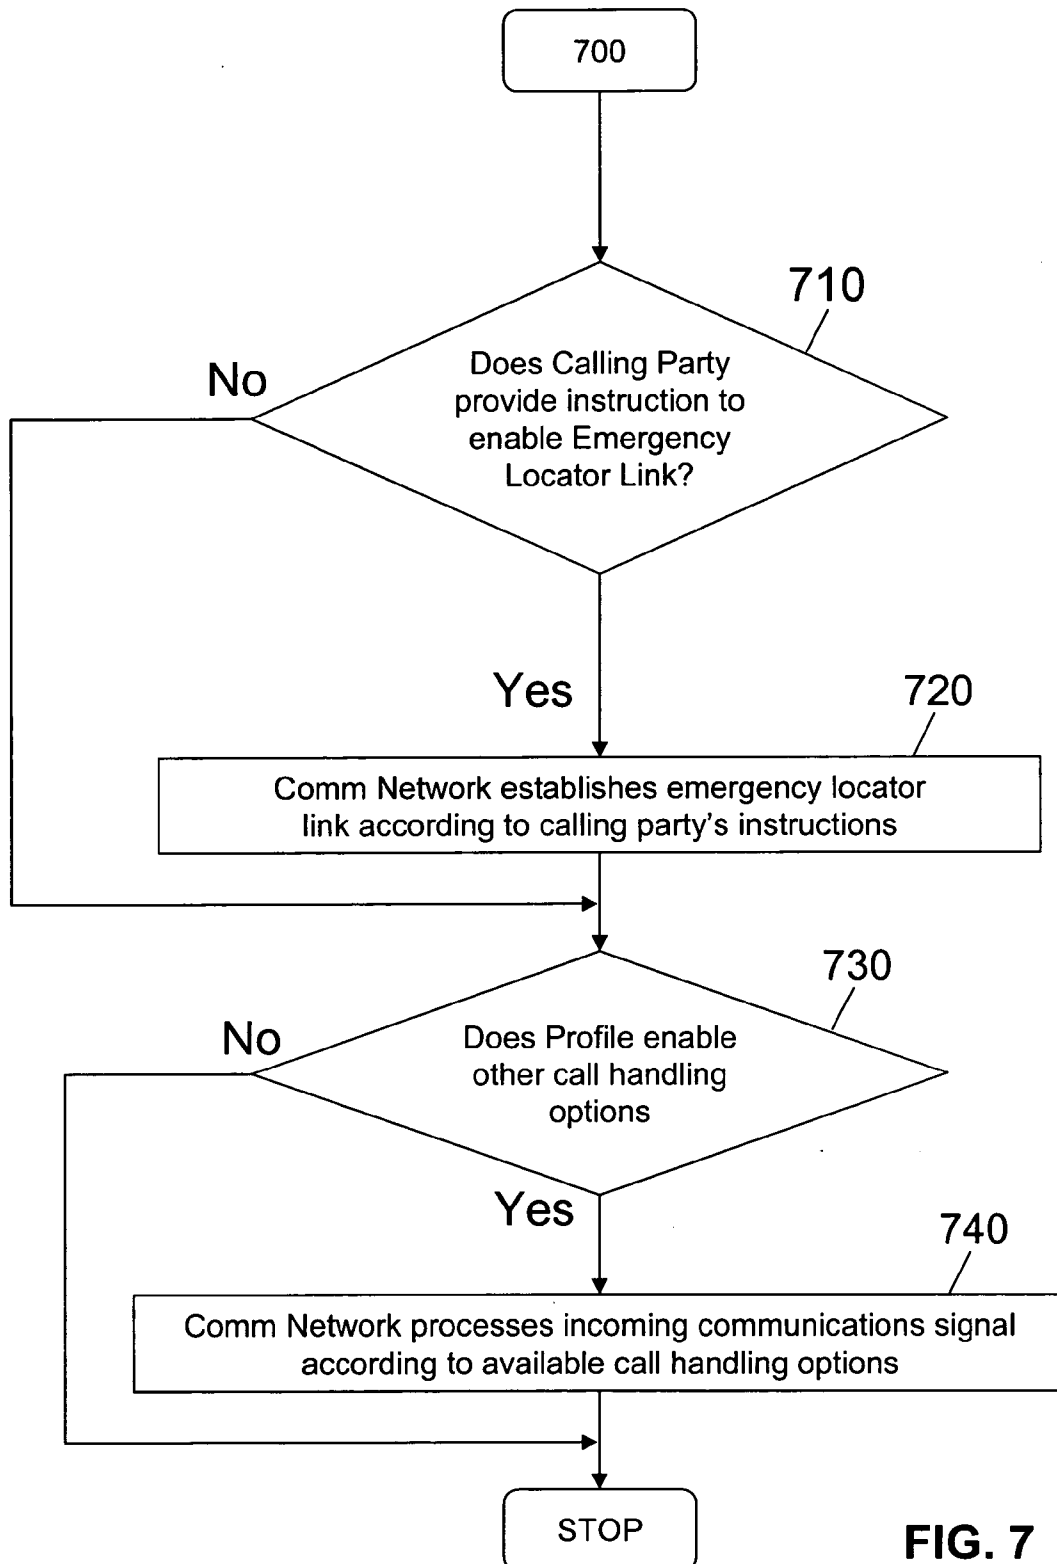 700
710
Does Calling Party
provide instruction to
enable Emergency
Locator Link?
No
Yes
720
Comm Network establishes emergency locator
link according to calling party's instructions
730
Does Profile enable
other call handling
options
No
Yes
740
Comm Network processes incoming communications signal
according to available call handling options
STOP
FIG. 7